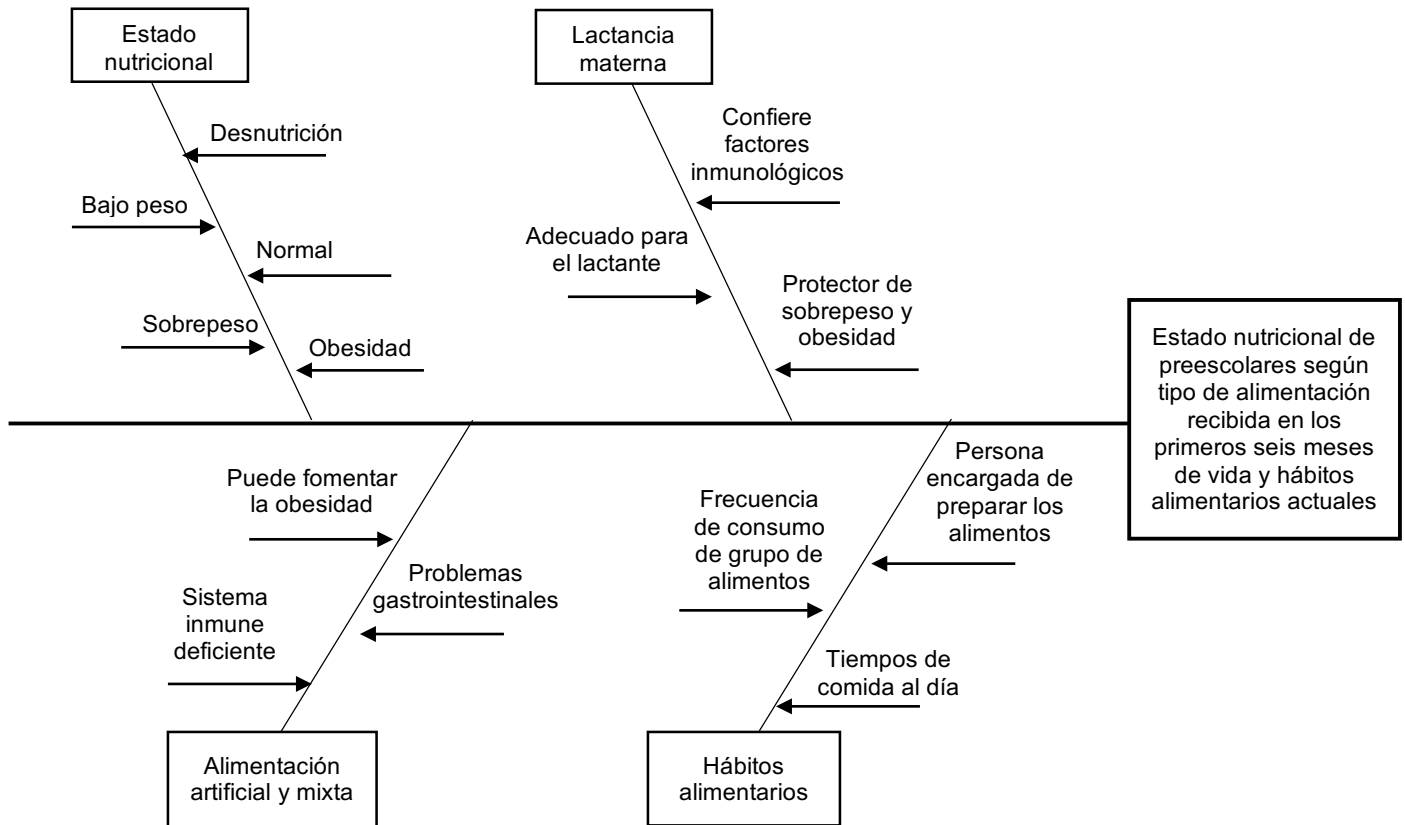 Estado
nutricional
Desnutrición
Bajo peso
Normal
Sobrepeso
Obesidad
Lactancia
materna
Confiere
factores
inmunológicos
Adecuado para
el lactante
Protector de
sobrepeso y
obesidad
Estado nutricional de
preescolares según
tipo de alimentación
recibida en los
primeros seis meses
de vida y hábitos
alimentarios actuales
Puede fomentar
la obesidad
Problemas
gastrointestinales
Sistema
inmune
deficiente
Alimentación
artificial y mixta
Persona
encargada de
preparar los
alimentos
Frecuencia
de consumo
de grupo de
alimentos
Tiempos de
comida al día
Hábitos
alimentarios